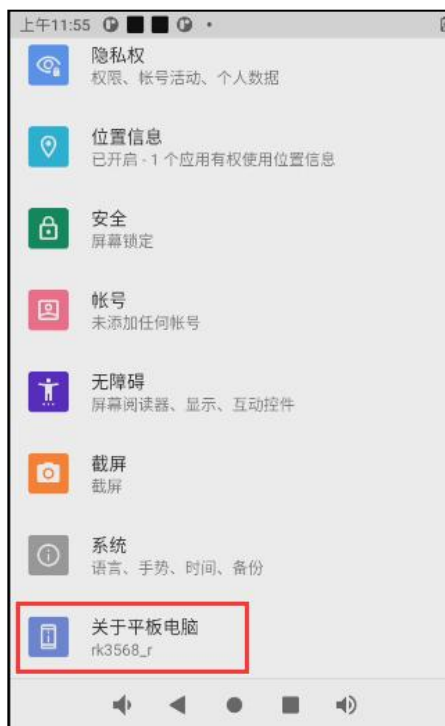 上午11:55
隐私权
权限、帐号活动、个人数据
位置信息
已开启 - 1 个应用有权使用位置信息
安全
屏幕锁定
帐号
未添加任何帐号
无障碍
屏幕阅读器、显示、互动控件
截屏
截屏
系统
语言、手势、时间、备份
关于平板电脑
rk3568_r